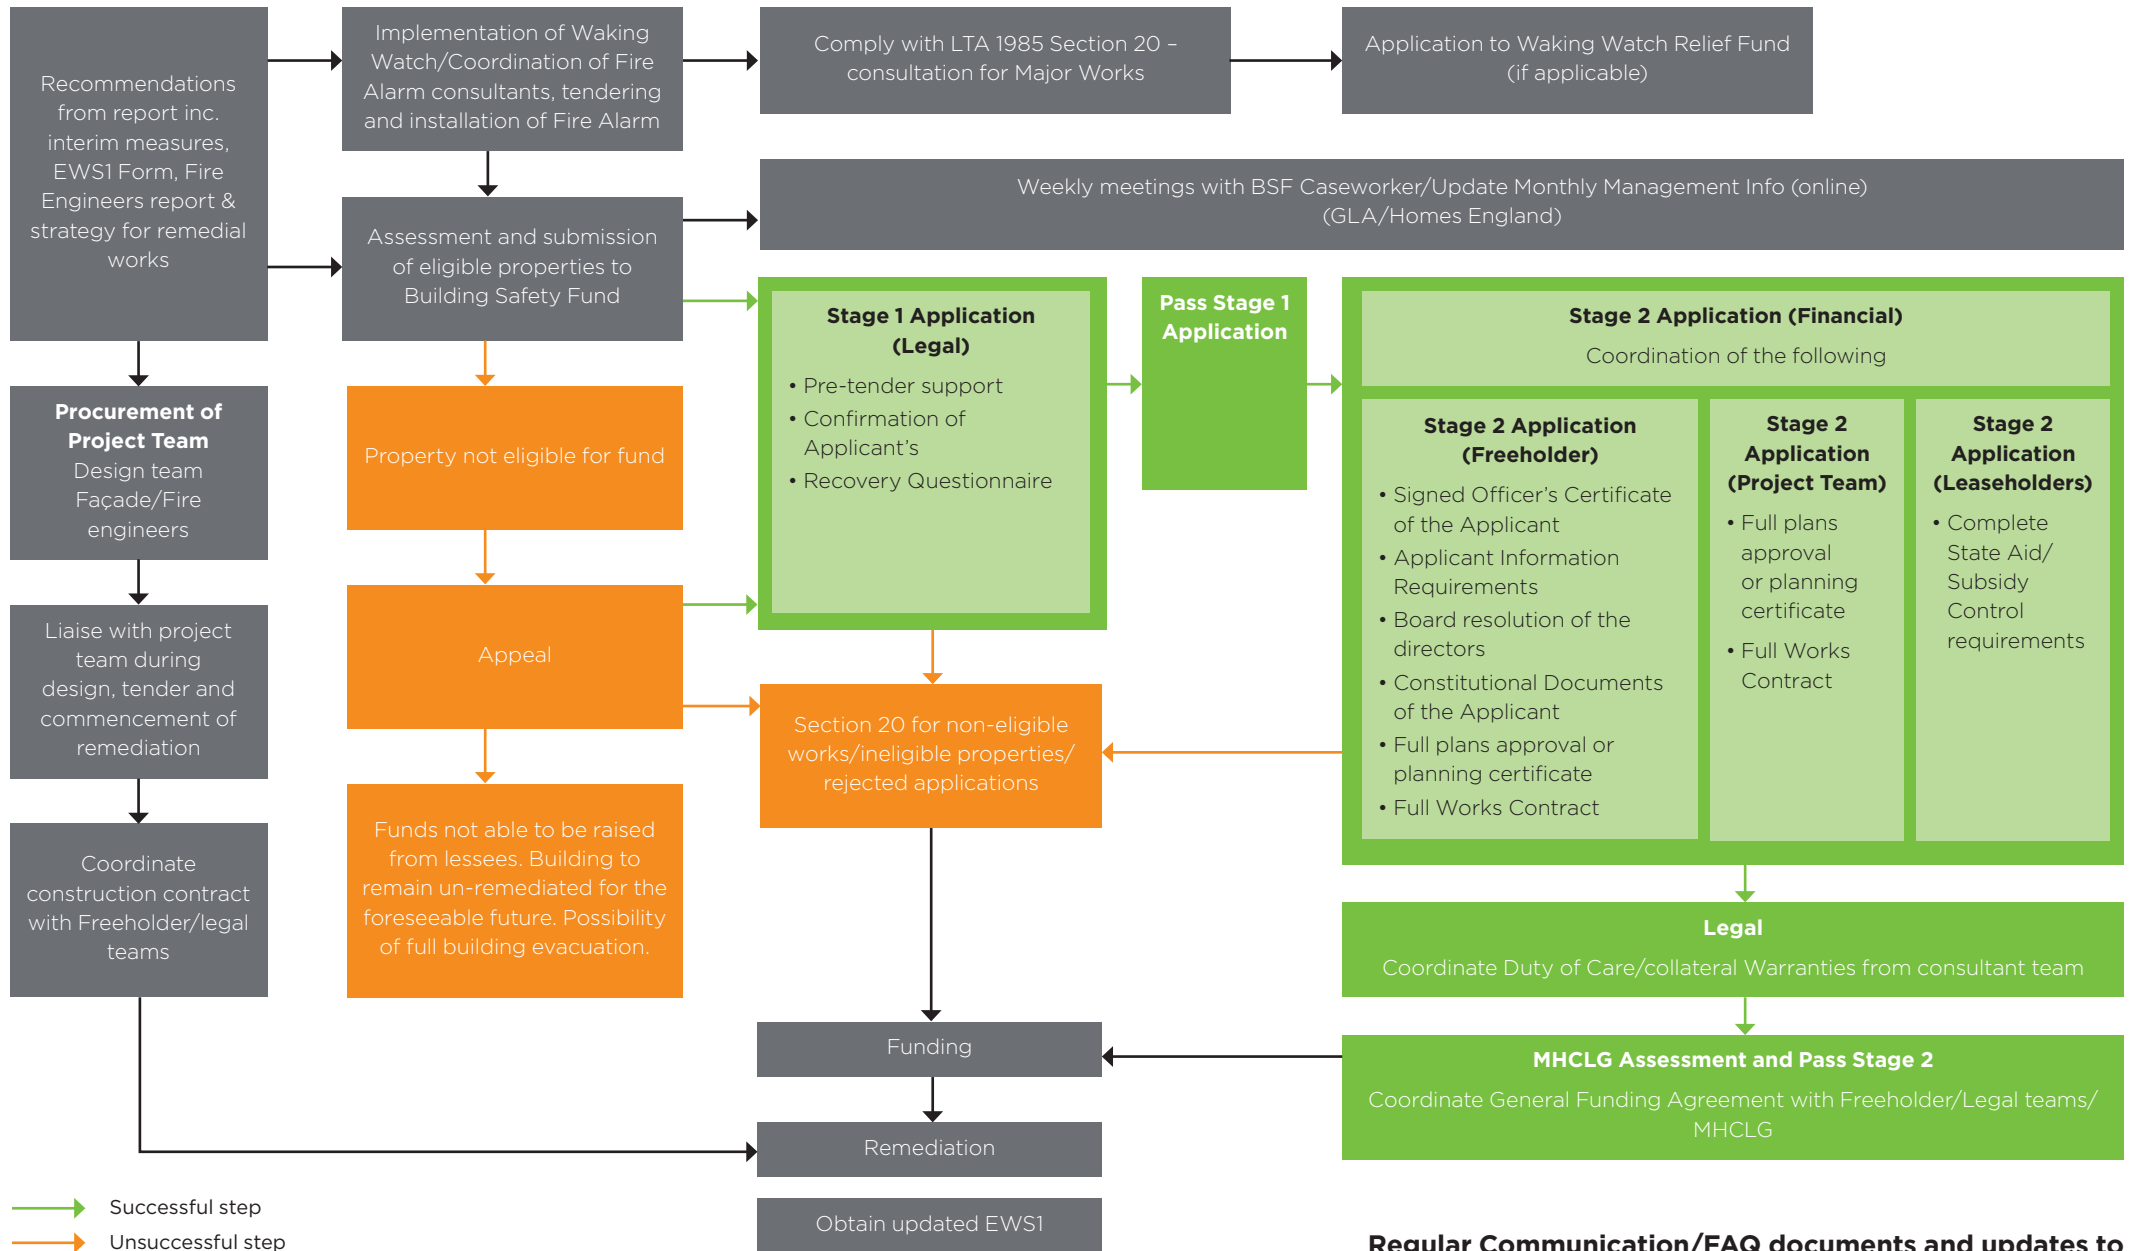 Recommendations
from report inc.
interim measures,
EWS1 Form, Fire
Engineers report &
strategy for remedial
works
Implementation of Waking
Watch/Coordination of Fire
Alarm consultants, tendering
and installation of Fire Alarm
Comply with LTA 1985 Section 20 –
consultation for Major Works
Application to Waking Watch Relief Fund
(if applicable)
Weekly meetings with BSF Caseworker/Update Monthly Management Info (online)
(GLA/Homes England)
Assessment and submission
of eligible properties to
Building Safety Fund
Procurement of
Project Team
Design team
Façade/Fire
engineers
Liaise with project
team during
design, tender and
commencement of
remediation
Coordinate
construction contract
with Freeholder/legal
teams
Property not eligible for fund
Appeal
Funds not able to be raised
from lessees. Building to
remain un-remediated for the
foreseeable future. Possibility
of full building evacuation.
Stage 1 Application
(Legal)
• Pre-tender support
• Confirmation of
Applicant’s
• Recovery Questionnaire
Pass Stage 1
Application
Section 20 for non-eligible
works/ineligible properties/
rejected applications
Stage 2 Application (Financial)
Coordination of the following
Stage 2 Application
(Freeholder)
• Signed Officer’s Certificate
of the Applicant
• Applicant Information
Requirements
• Board resolution of the
directors
• Constitutional Documents
of the Applicant
• Full plans approval or
planning certificate
• Full Works Contract
Stage 2
Application
(Project Team)
• Full plans
approval
or planning
certificate
• Full Works
Contract
Stage 2
Application
(Leaseholders)
• Complete
State Aid/
Subsidy
Control
requirements
Legal
Coordinate Duty of Care/collateral Warranties from consultant team
MHCLG Assessment and Pass Stage 2
Coordinate General Funding Agreement with Freeholder/Legal teams/
MHCLG
Funding
Remediation
Obtain updated EWS1
Successful step
Unsuccessful step
Regular Communication/FAQ documents and updates to